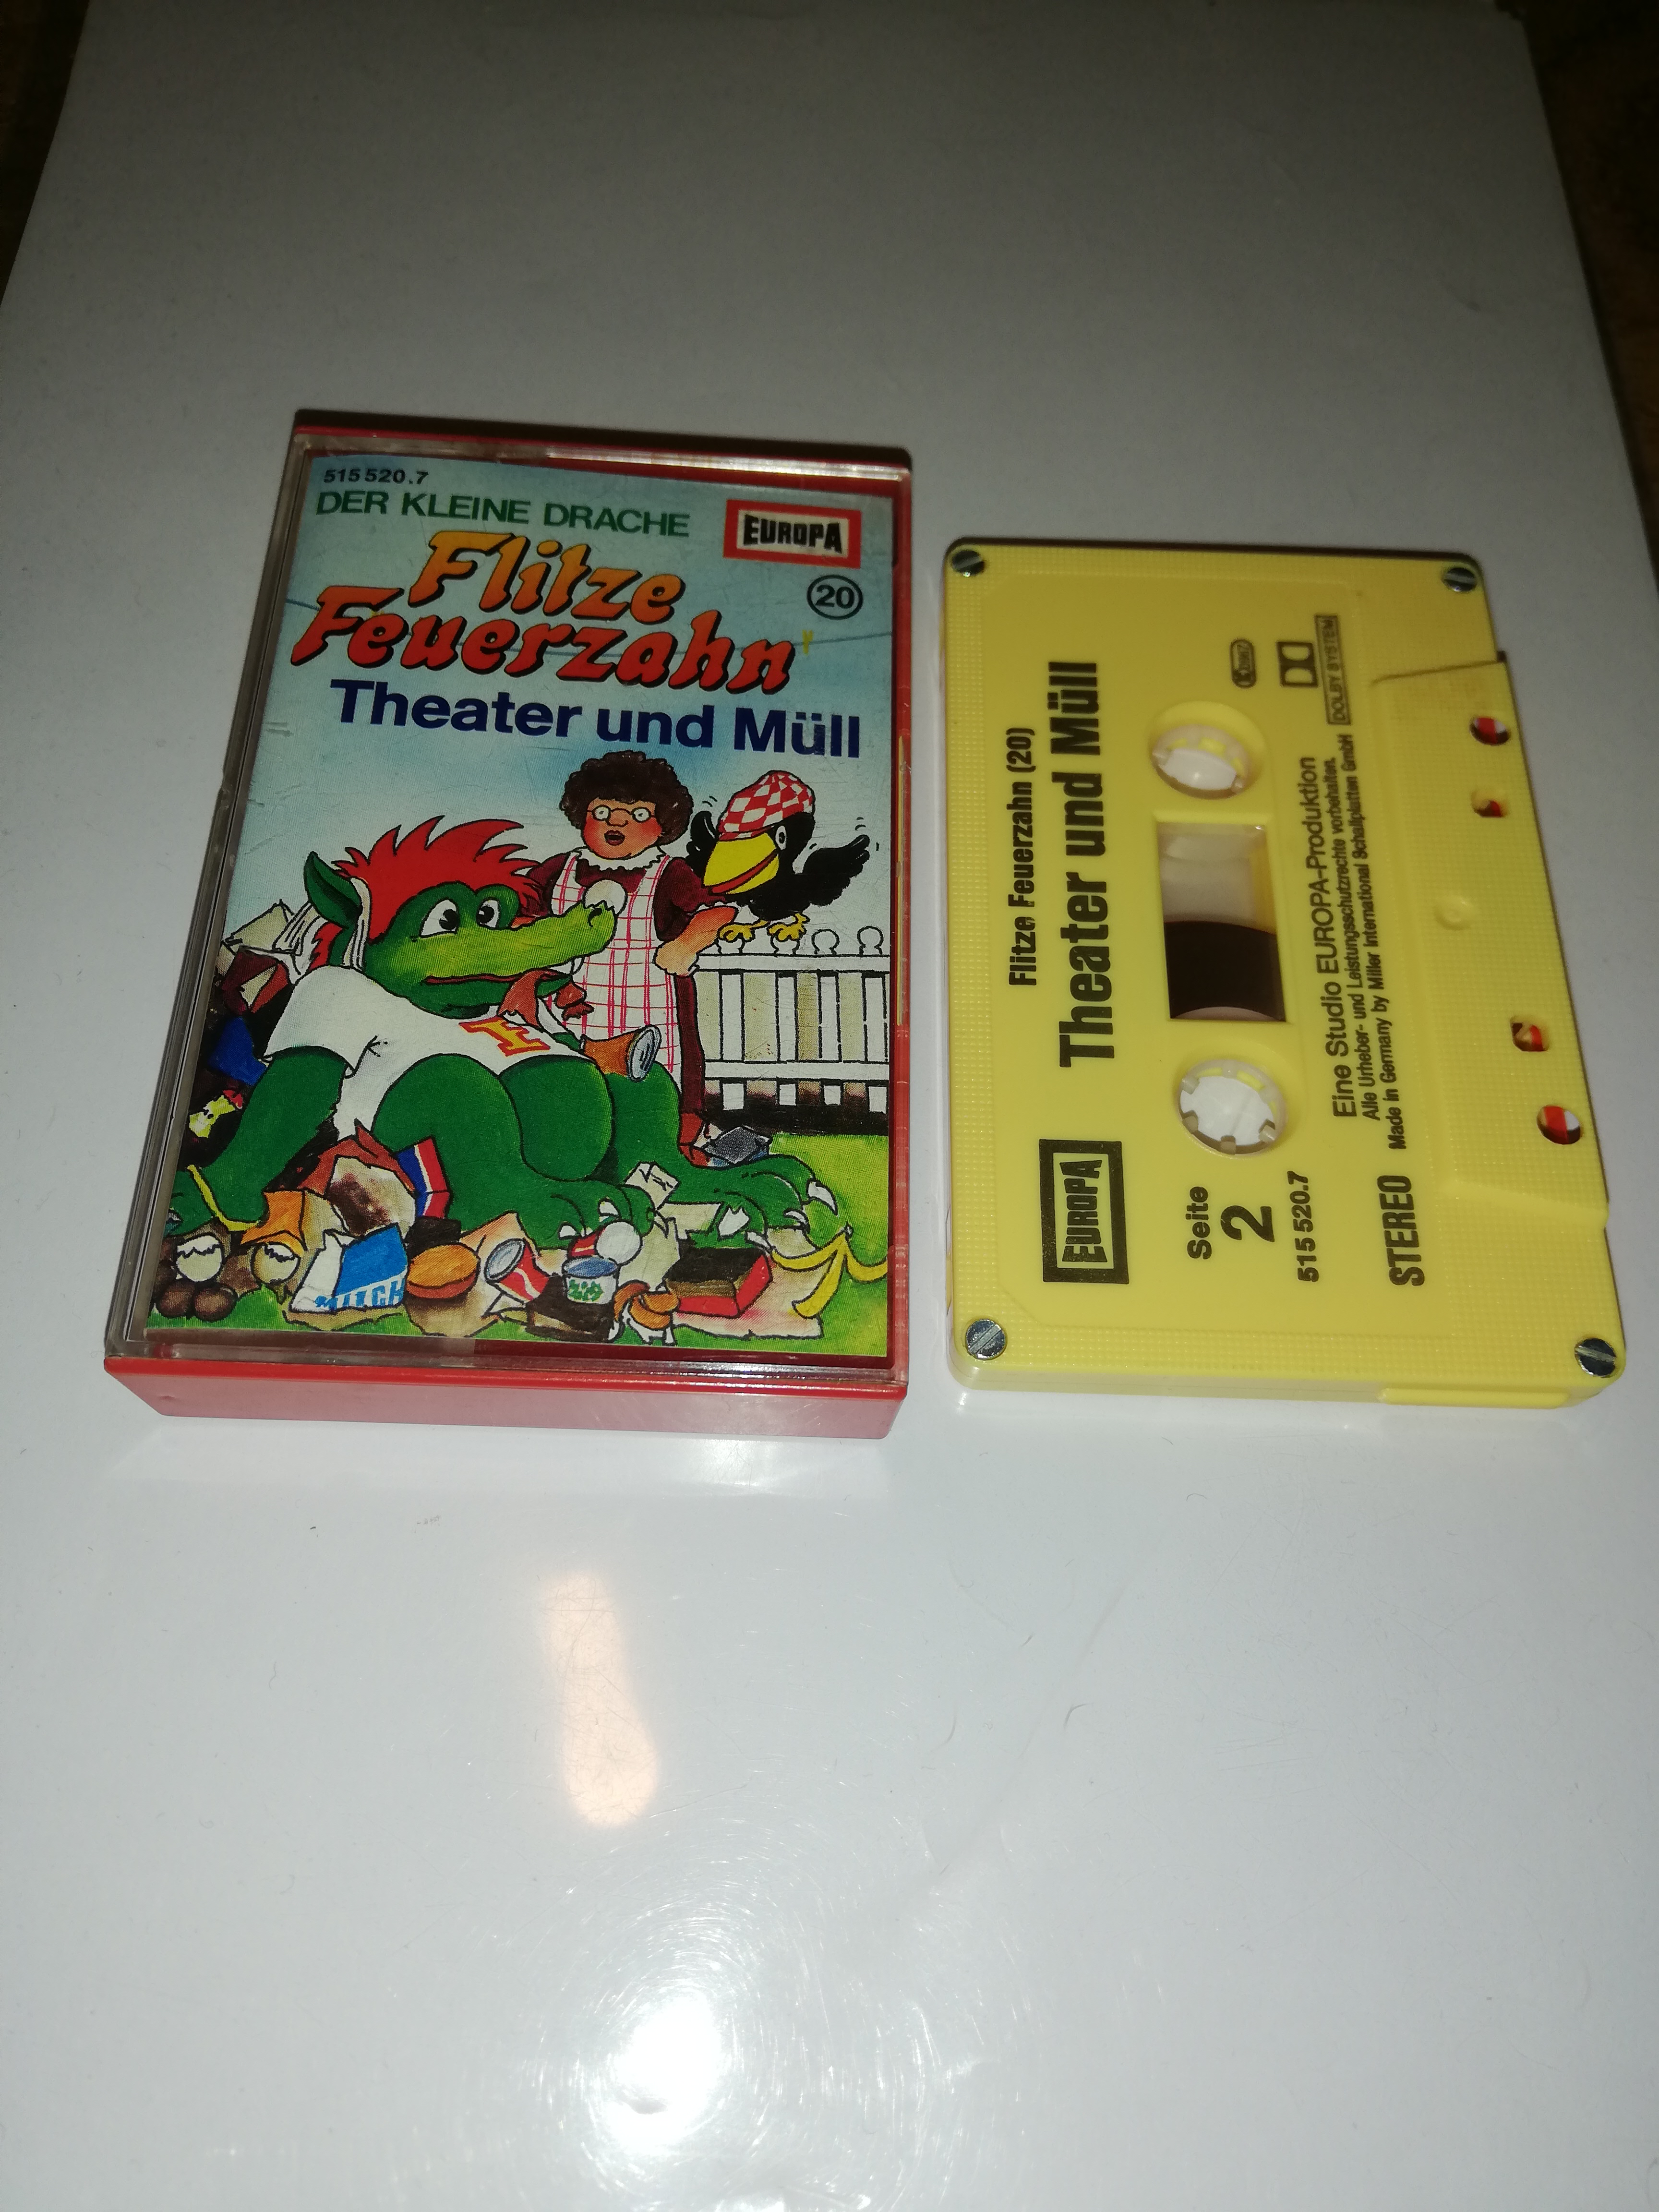 515 520.7
DER KLEINE DRACHE
EUROPA
Flitze
Feuerzahn
20
Theater und Müll
MILCH
Flitze Feuerzahn (20)
Theater und Müll
EUROPA
Seite
2
515 520.7
STEREO
Eine Studio EUROPA-Produktion
Alle Urheber- und Leistungsschutzrechte vorbehalten.
Made in Germany by Miller International Schallplatten GmbH
DOLBY SYSTEM